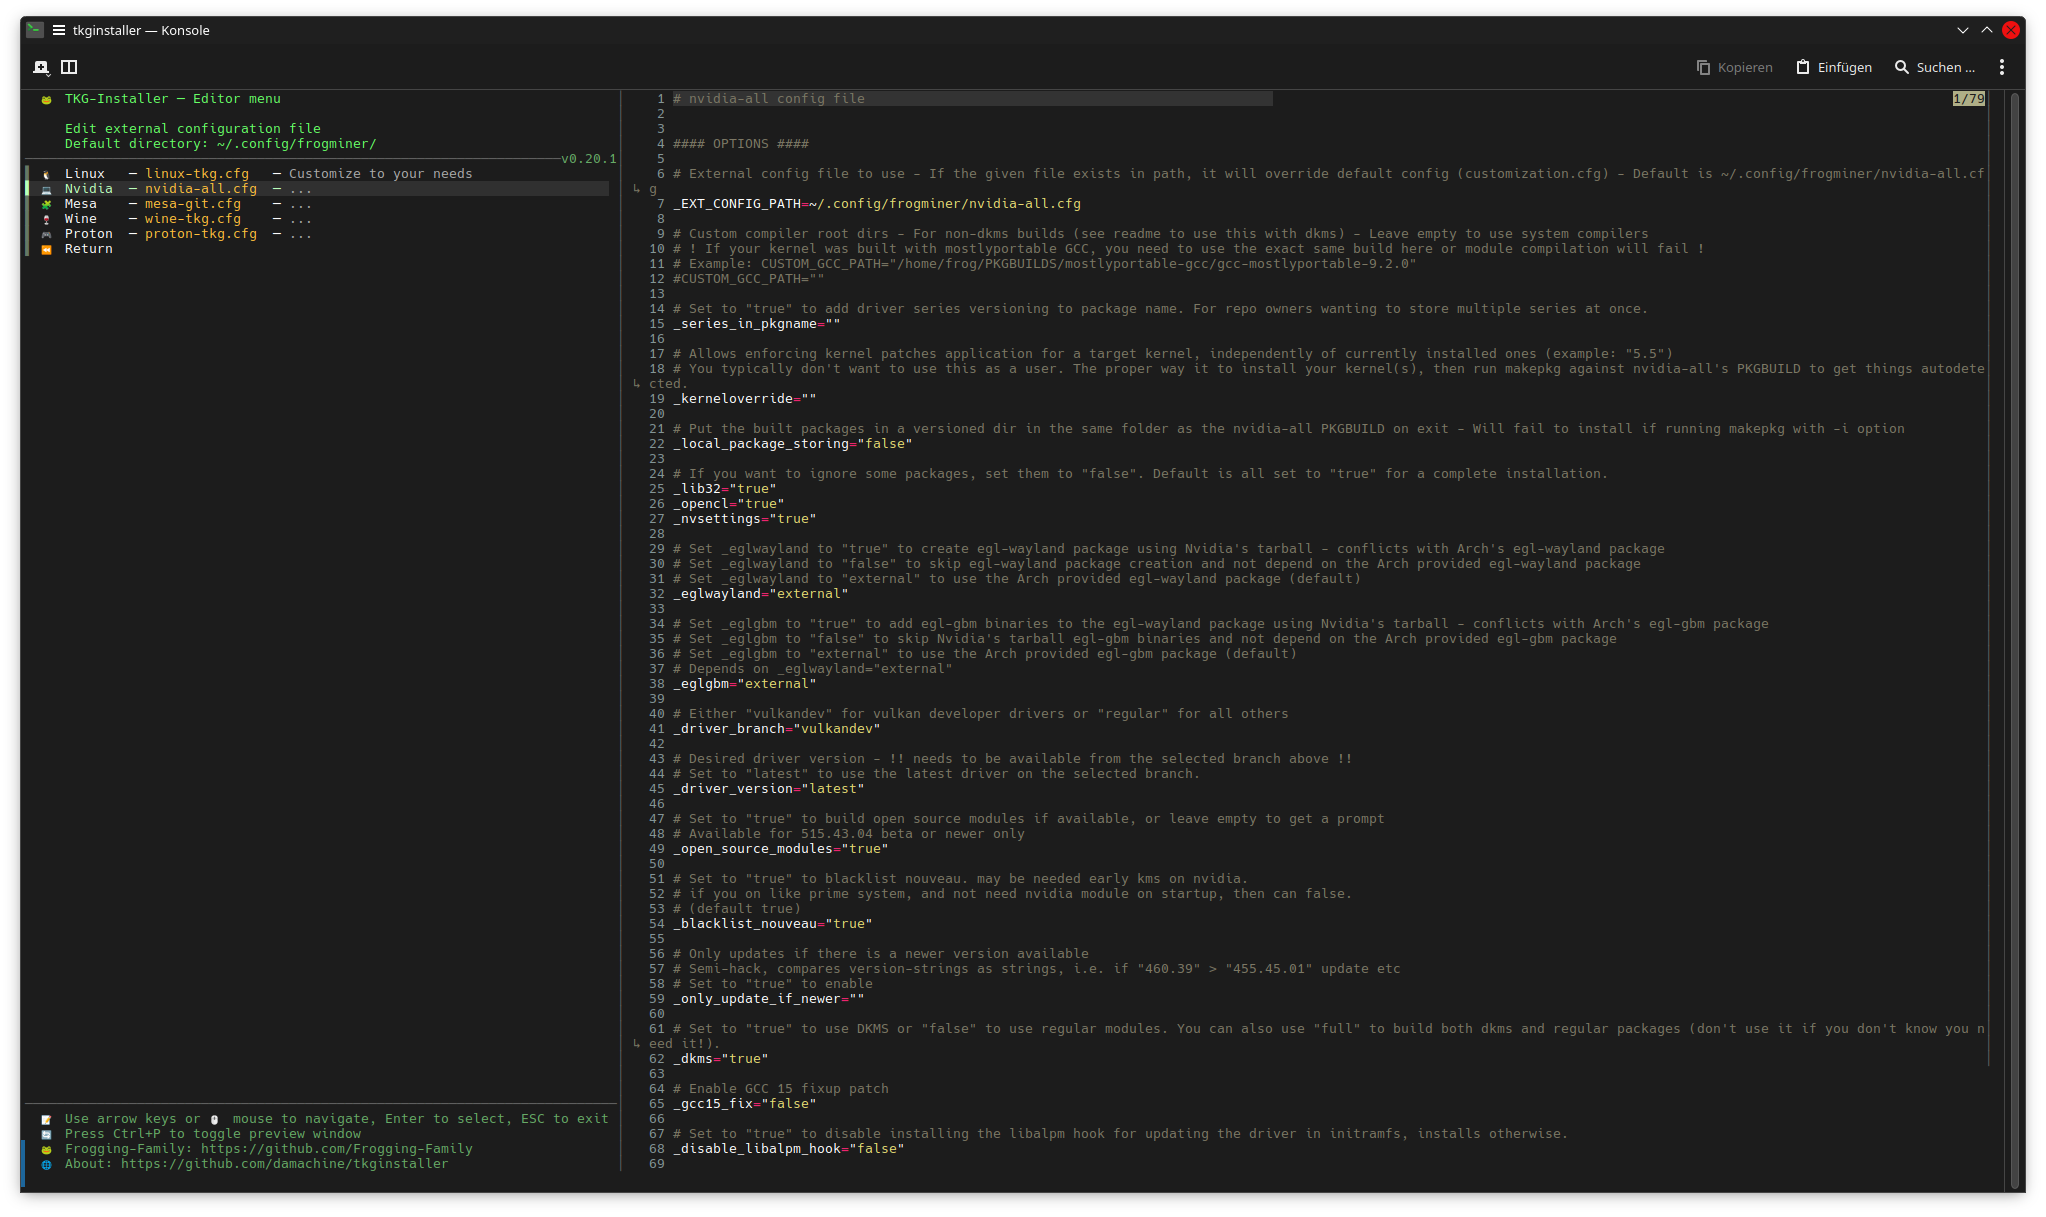 tkginstaller — Konsole
Kopieren Einfügen Suchen ...
TKG-Installer — Editor menu
Edit external configuration file
Default directory: ~/.config/frogminer/
v0.20.1
Linux — linux-tkg.cfg — Customize to your needs
Nvidia — nvidia-all.cfg — ...
Mesa — mesa-git.cfg — ...
Wine — wine-tkg.cfg — ...
Proton — proton-tkg.cfg — ...
Return
Use arrow keys or mouse to navigate, Enter to select, ESC to exit
Press Ctrl+P to toggle preview window
Frogging-Family: https://github.com/Frogging-Family
About: https://github.com/damachine/tkginstaller
1 # nvidia-all config file 1/79
2
3
4 #### OPTIONS ####
5
6 # External config file to use - If the given file exists in path, it will override default config (customization.cfg) - Default is ~/.config/frogminer/nvidia-all.cf
↳ g
7 _EXT_CONFIG_PATH=~/.config/frogminer/nvidia-all.cfg
8
9 # Custom compiler root dirs - For non-dkms builds (see readme to use this with dkms) - Leave empty to use system compilers
10 # ! If your kernel was built with mostlyportable GCC, you need to use the exact same build here or module compilation will fail !
11 # Example: CUSTOM_GCC_PATH="/home/frog/PKGBUILDS/mostlyportable-gcc/gcc-mostlyportable-9.2.0"
12 #CUSTOM_GCC_PATH=""
13
14 # Set to "true" to add driver series versioning to package name. For repo owners wanting to store multiple series at once.
15 _series_in_pkgname=""
16
17 # Allows enforcing kernel patches application for a target kernel, independently of currently installed ones (example: "5.5")
18 # You typically don't want to use this as a user. The proper way it to install your kernel(s), then run makepkg against nvidia-all's PKGBUILD to get things autodete
↳ cted.
19 _kerneloverride=""
20
21 # Put the built packages in a versioned dir in the same folder as the nvidia-all PKGBUILD on exit - Will fail to install if running makepkg with -i option
22 _local_package_storing="false"
23
24 # If you want to ignore some packages, set them to "false". Default is all set to "true" for a complete installation.
25 _lib32="true"
26 _opencl="true"
27 _nvsettings="true"
28
29 # Set _eglwayland to "true" to create egl-wayland package using Nvidia's tarball - conflicts with Arch's egl-wayland package
30 # Set _eglwayland to "false" to skip egl-wayland package creation and not depend on the Arch provided egl-wayland package
31 # Set _eglwayland to "external" to use the Arch provided egl-wayland package (default)
32 _eglwayland="external"
33
34 # Set _eglgbm to "true" to add egl-gbm binaries to the egl-wayland package using Nvidia's tarball - conflicts with Arch's egl-gbm package
35 # Set _eglgbm to "false" to skip Nvidia's tarball egl-gbm binaries and not depend on the Arch provided egl-gbm package
36 # Set _eglgbm to "external" to use the Arch provided egl-gbm package (default)
37 # Depends on _eglwayland="external"
38 _eglgbm="external"
39
40 # Either "vulkandev" for vulkan developer drivers or "regular" for all others
41 _driver_branch="vulkandev"
42
43 # Desired driver version - !! needs to be available from the selected branch above !!
44 # Set to "latest" to use the latest driver on the selected branch.
45 _driver_version="latest"
46
47 # Set to "true" to build open source modules if available, or leave empty to get a prompt
48 # Available for 515.43.04 beta or newer only
49 _open_source_modules="true"
50
51 # Set to "true" to blacklist nouveau. may be needed early kms on nvidia.
52 # if you on like prime system, and not need nvidia module on startup, then can false.
53 # (default true)
54 _blacklist_nouveau="true"
55
56 # Only updates if there is a newer version available
57 # Semi-hack, compares version-strings as strings, i.e. if "460.39" > "455.45.01" update etc
58 # Set to "true" to enable
59 _only_update_if_newer=""
60
61 # Set to "true" to use DKMS or "false" to use regular modules. You can also use "full" to build both dkms and regular packages (don't use it if you don't know you n
↳ eed it!).
62 _dkms="true"
63
64 # Enable GCC 15 fixup patch
65 _gcc15_fix="false"
66
67 # Set to "true" to disable installing the libalpm hook for updating the driver in initramfs, installs otherwise.
68 _disable_libalpm_hook="false"
69